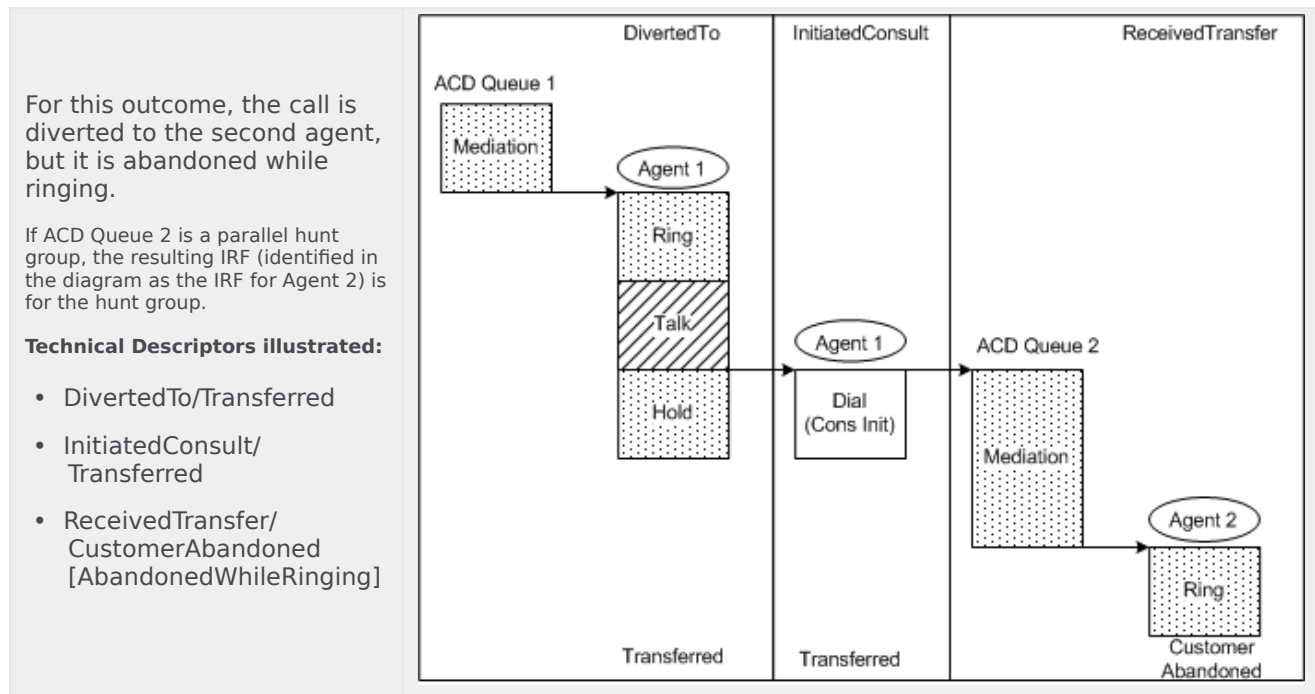 For this outcome, the call is
diverted to the second agent,
but it is abandoned while
ringing.
If ACD Queue 2 is a parallel hunt
group, the resulting IRF (identified in
the diagram as the IRF for Agent 2) is
for the hunt group.
Technical Descriptors illustrated:
• DivertedTo/Transferred
• InitiatedConsult/
Transferred
• ReceivedTransfer/
CustomerAbandoned
[AbandonedWhileRinging]
DivertedTo
InitiatedConsult
ReceivedTransfer
ACD Queue 1
Mediation
Agent 1
Ring
Talk
Hold
Agent 1
Dial
(Cons Init)
ACD Queue 2
Mediation
Agent 2
Ring
Transferred
Transferred
Customer
Abandoned